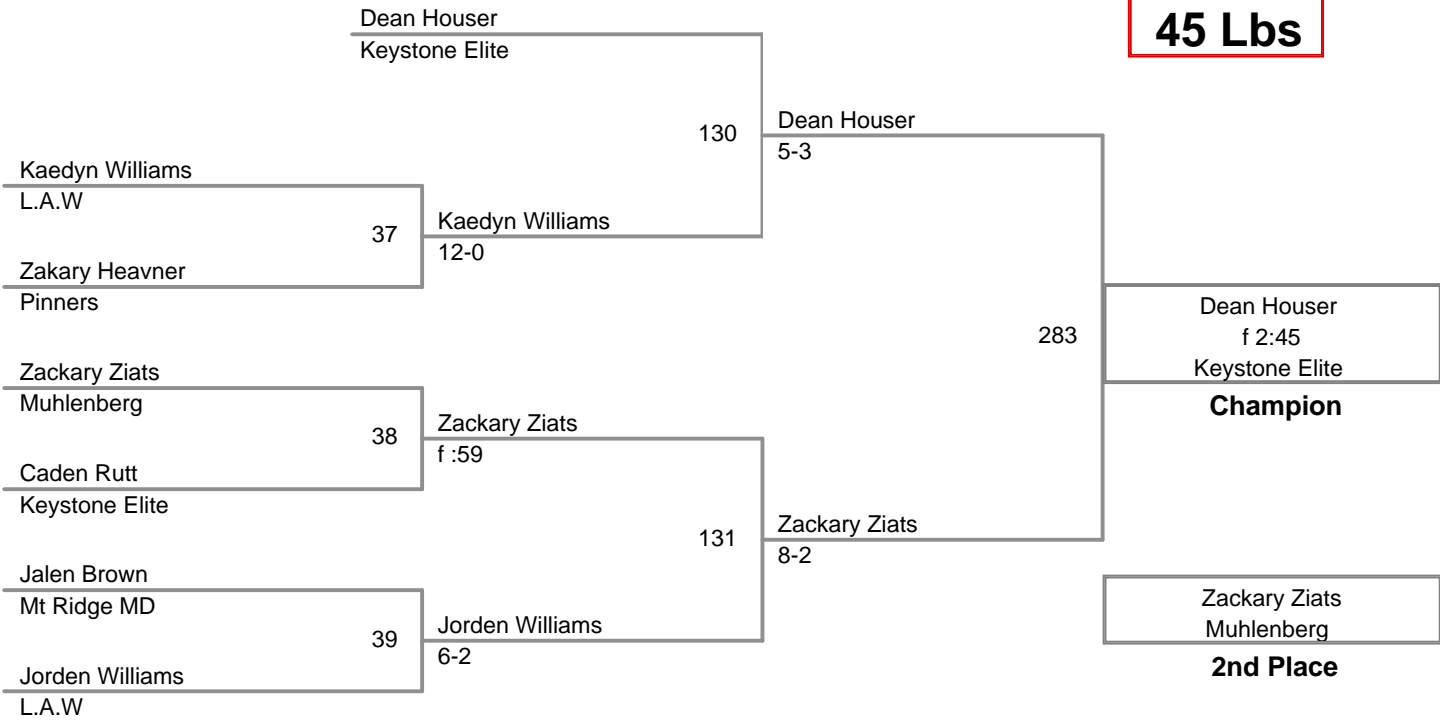 Dean Houser
Keystone Elite
45 Lbs
130
Dean Houser
5-3
Kaedyn Williams
L.A.W
37
Kaedyn Williams
12-0
Zakary Heavner
Pinners
283
Dean Houser
f 2:45
Keystone Elite
Champion
Zackary Ziats
Muhlenberg
38
Zackary Ziats
f :59
Caden Rutt
Keystone Elite
131
Zackary Ziats
8-2
Jalen Brown
Mt Ridge MD
39
Jorden Williams
6-2
Jorden Williams
L.A.W
Zackary Ziats
Muhlenberg
2nd Place